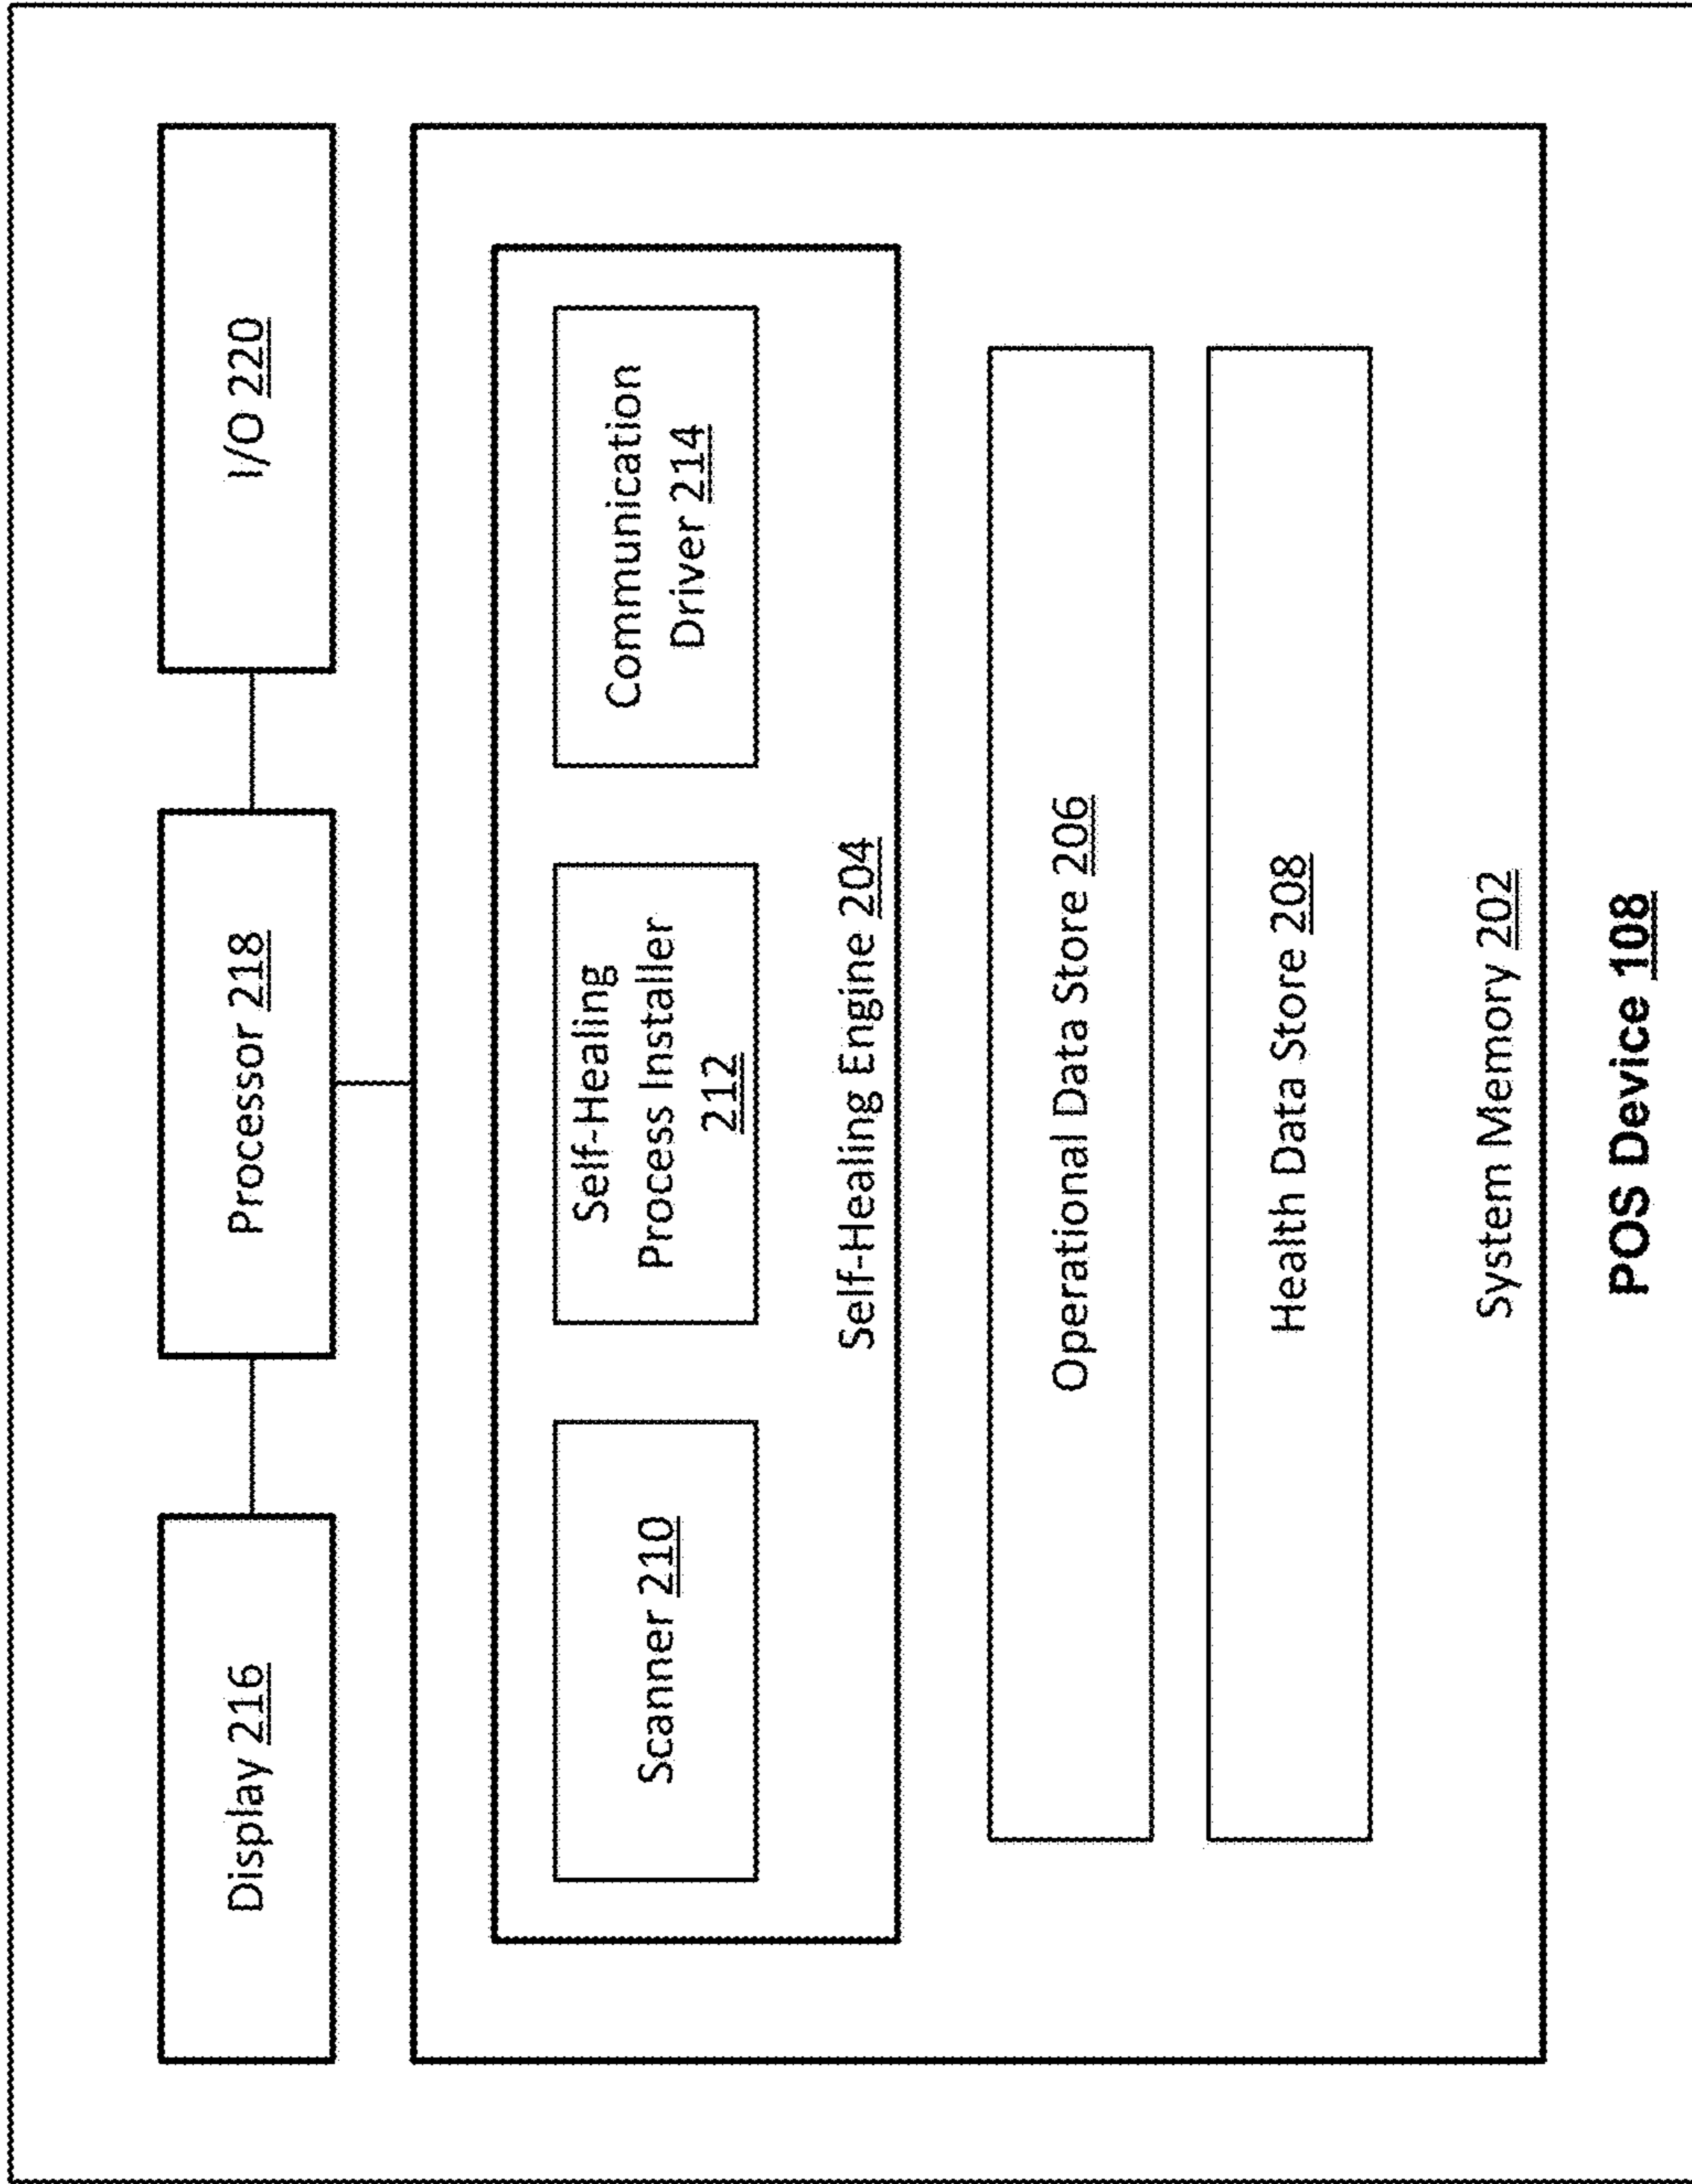 Display 216
Processor 218
I/O 220
Scanner 210
Self-Healing
Process Installer
212
Communication
Driver 214
Self-Healing Engine 204
Operational Data Store 206
Health Data Store 208
System Memory 202
POS Device 108